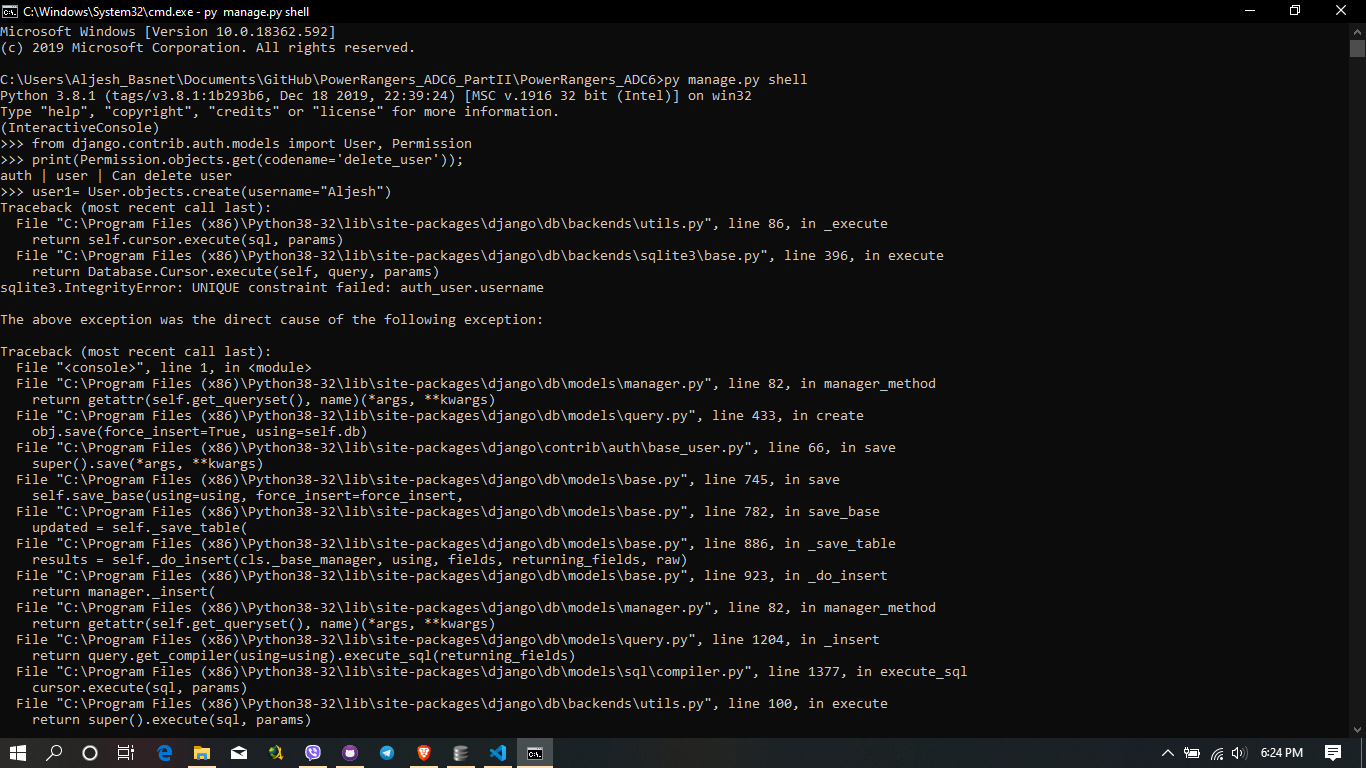 C:\Windows\System32\cmd.exe - py  manage.py shell
Microsoft Windows [Version 10.0.18362.592]
(c) 2019 Microsoft Corporation. All rights reserved.
C:\Users\Aljesh_Basnet\Documents\GitHub\PowerRangers_ADC6_PartII\PowerRangers_ADC6>py manage.py shell
Python 3.8.1 (tags/v3.8.1:1b293b6, Dec 18 2019, 22:39:24) [MSC v.1916 32 bit (Intel)] on win32
Type "help", "copyright", "credits" or "license" for more information.
(InteractiveConsole)
>>> from django.contrib.auth.models import User, Permission
>>> print(Permission.objects.get(codename='delete_user'));
auth | user | Can delete user
>>> user1= User.objects.create(username="Aljesh")
Traceback (most recent call last):
  File "C:\Program Files (x86)\Python38-32\lib\site-packages\django\db\backends\utils.py", line 86, in _execute
    return self.cursor.execute(sql, params)
  File "C:\Program Files (x86)\Python38-32\lib\site-packages\django\db\backends\sqlite3\base.py", line 396, in execute
    return Database.Cursor.execute(self, query, params)
sqlite3.IntegrityError: UNIQUE constraint failed: auth_user.username
The above exception was the direct cause of the following exception:
Traceback (most recent call last):
  File "<console>", line 1, in <module>
  File "C:\Program Files (x86)\Python38-32\lib\site-packages\django\db\models\manager.py", line 82, in manager_method
    return getattr(self.get_queryset(), name)(*args, **kwargs)
  File "C:\Program Files (x86)\Python38-32\lib\site-packages\django\db\models\query.py", line 433, in create
    obj.save(force_insert=True, using=self.db)
  File "C:\Program Files (x86)\Python38-32\lib\site-packages\django\contrib\auth\base_user.py", line 66, in save
    super().save(*args, **kwargs)
  File "C:\Program Files (x86)\Python38-32\lib\site-packages\django\db\models\base.py", line 745, in save
    self.save_base(using=using, force_insert=force_insert,
  File "C:\Program Files (x86)\Python38-32\lib\site-packages\django\db\models\base.py", line 782, in save_base
    updated = self._save_table(
  File "C:\Program Files (x86)\Python38-32\lib\site-packages\django\db\models\base.py", line 886, in _save_table
    results = self._do_insert(cls._base_manager, using, fields, returning_fields, raw)
  File "C:\Program Files (x86)\Python38-32\lib\site-packages\django\db\models\base.py", line 923, in _do_insert
    return manager._insert(
  File "C:\Program Files (x86)\Python38-32\lib\site-packages\django\db\models\manager.py", line 82, in manager_method
    return getattr(self.get_queryset(), name)(*args, **kwargs)
  File "C:\Program Files (x86)\Python38-32\lib\site-packages\django\db\models\query.py", line 1204, in _insert
    return query.get_compiler(using=using).execute_sql(returning_fields)
  File "C:\Program Files (x86)\Python38-32\lib\site-packages\django\db\models\sql\compiler.py", line 1377, in execute_sql
    cursor.execute(sql, params)
  File "C:\Program Files (x86)\Python38-32\lib\site-packages\django\db\backends\utils.py", line 100, in execute
    return super().execute(sql, params)
6:24 PM